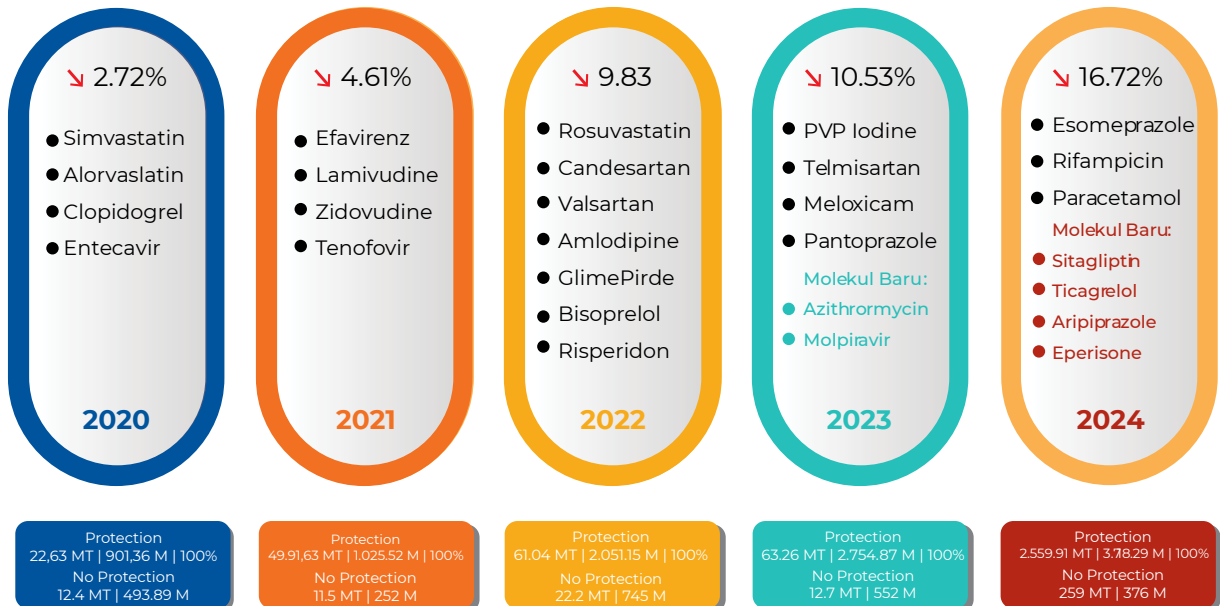 2.72%
Simvastatin
Alorvaslatin
Clopidogrel
Entecavir
2020
Protection
22,63 MT | 901,36 M | 100%
No Protection
12.4 MT | 493.89 M
4.61%
Efavirenz
Lamivudine
Zidovudine
Tenofovir
2021
Protection
49.91,63 MT | 1.025.52 M | 100%
No Protection
11.5 MT | 252 M
9.83
Rosuvastatin
Candesartan
Valsartan
Amlodipine
GlimePirde
Bisoprelol
Risperidon
2022
Protection
61.04 MT | 2.051.15 M | 100%
No Protection
22.2 MT | 745 M
10.53%
PVP Iodine
Telmisartan
Meloxicam
Pantoprazole
Molekul Baru:
Azithrormycin
Molpiravir
2023
Protection
63.26 MT | 2.754.87 M | 100%
No Protection
12.7 MT | 552 M
16.72%
Esomeprazole
Rifampicin
Paracetamol
Molekul Baru:
Sitagliptin
Ticagrelol
Aripiprazole
Eperisone
2024
Protection
2.559.91 MT | 3.718.29 M | 100%
No Protection
259 MT | 376 M